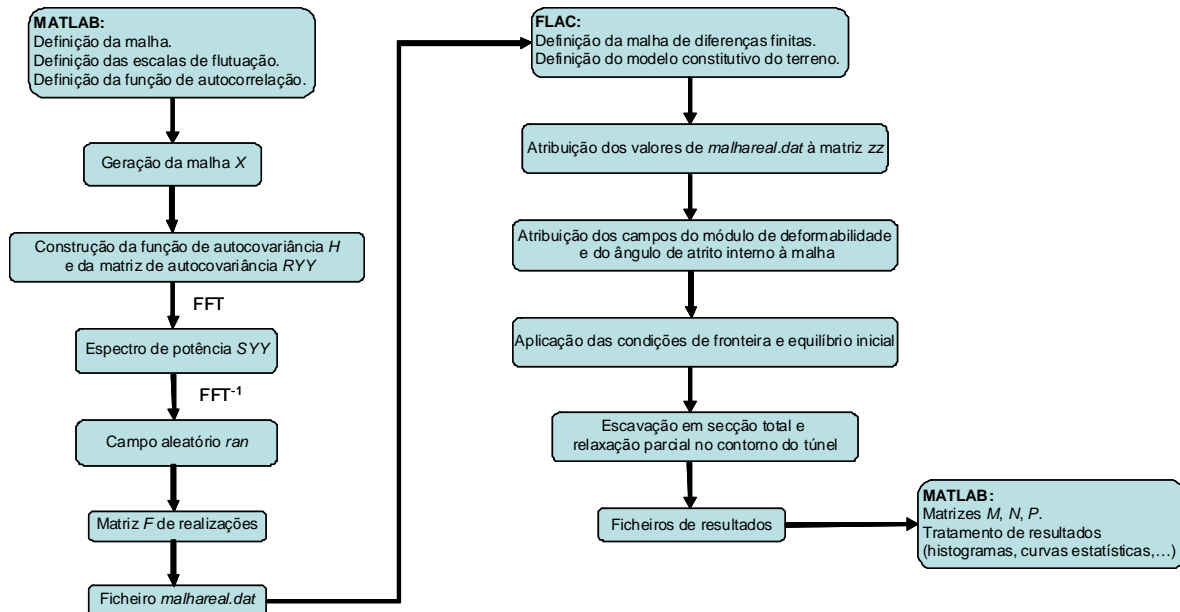 MATLAB:
Definição da malha.
Definição das escalas de flutuação.
Definição da função de autocorrelação.
Geração da malha X
Construção da função de autocovariância H
e da matriz de autocovariância RYY
FFT
Espectro de potência SYY
FFT-1
Campo aleatório ran
Matriz F de realizações
Ficheiro malhareal.dat
FLAC:
Definição da malha de diferenças finitas.
Definição do modelo constitutivo do terreno.
Atribuição dos valores de malhareal.dat à matriz zz
Atribuição dos campos do módulo de deformabilidade
e do ângulo de atrito interno à malha
Aplicação das condições de fronteira e equilíbrio inicial
Escavação em secção total e
relaxação parcial no contorno do túnel
Ficheiros de resultados
MATLAB:
Matrizes M, N, P.
Tratamento de resultados
(histogramas, curvas estatísticas,…)